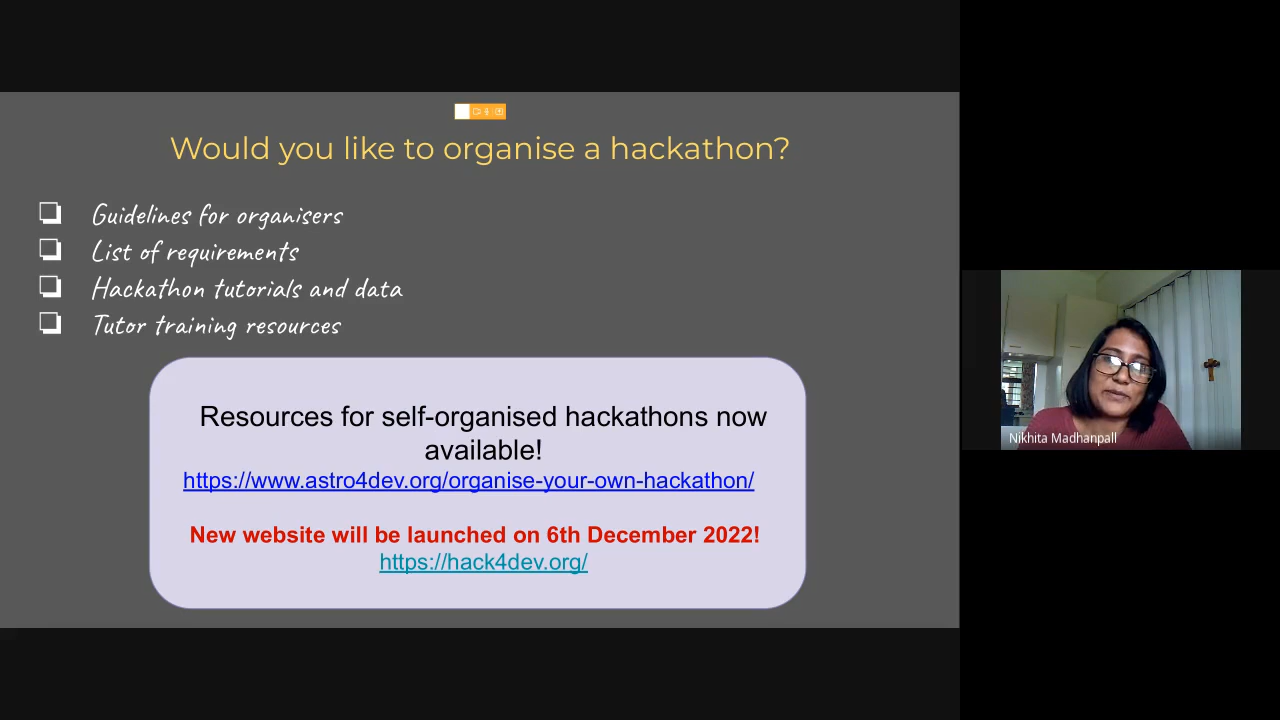 Would you like to organise a hackathon?
Guidelines for organisers
List of requirements
Hackathon tutorials and data
Tutor training resources
Resources for self-organised hackathons now
available!
https://www.astro4dev.org/organise-your-own-hackathon/
New website will be launched on 6th December 2022!
https://hack4dev.org/
Nikhita Madhanpall